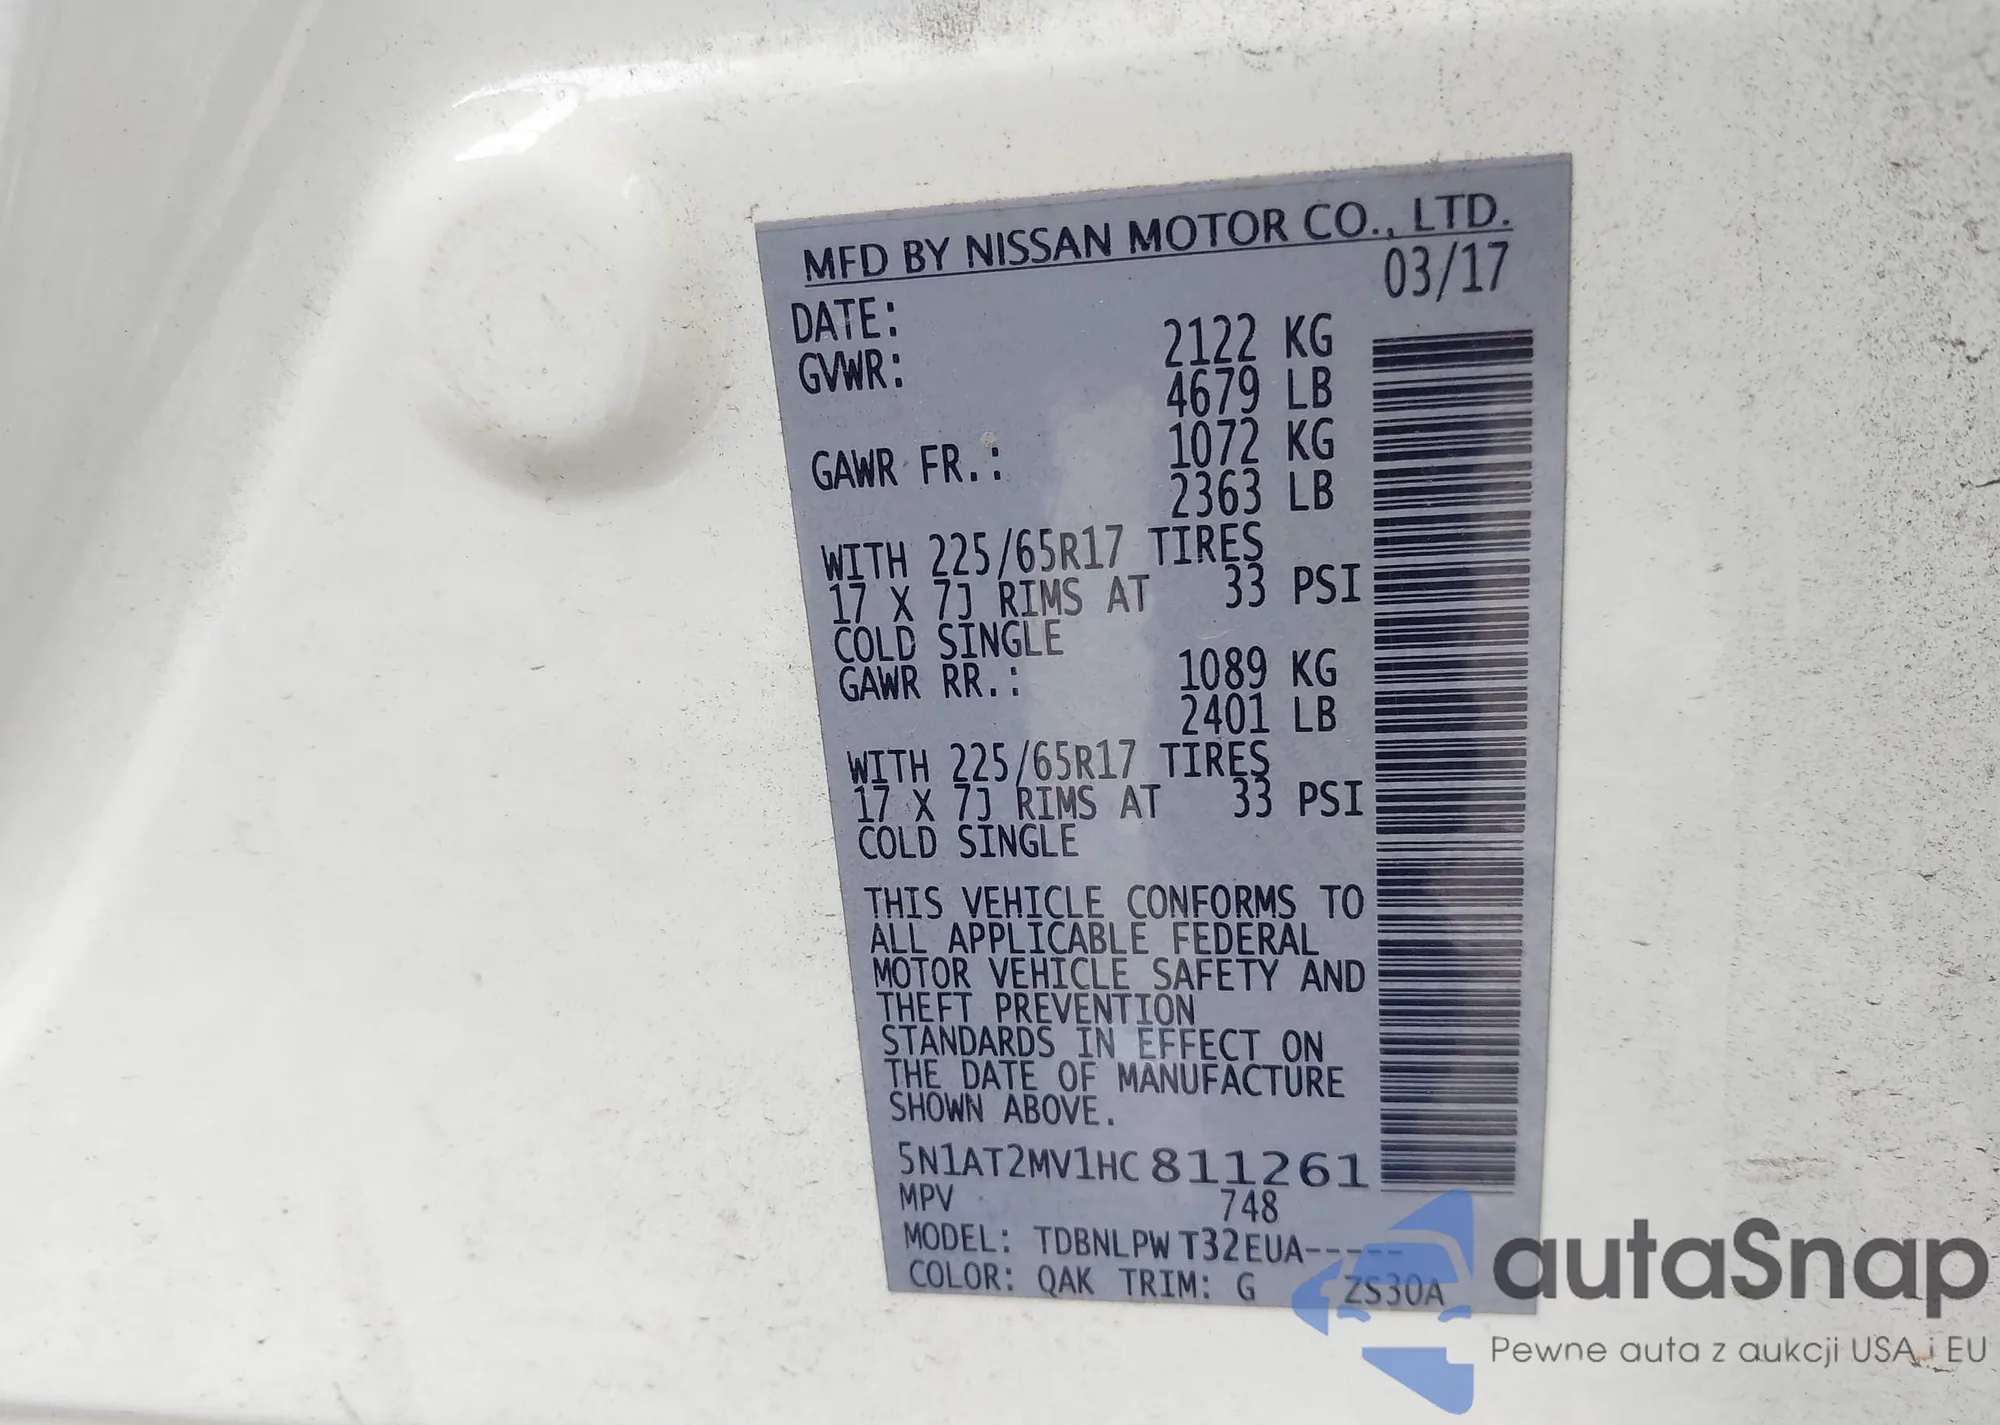 MFD BY NISSAN MOTOR CO., LTD.
DATE: 03/17
GVWR: 2122 KG
4679 LB
GAWR FR.: 1072 KG
2363 LB
WITH 225/65R17 TIRES
17 X 7J RIMS AT 33 PSI
COLD SINGLE
GAWR RR.: 1089 KG
2401 LB
WITH 225/65R17 TIRES
17 X 7J RIMS AT 33 PSI
COLD SINGLE
THIS VEHICLE CONFORMS TO
ALL APPLICABLE FEDERAL
MOTOR VEHICLE SAFETY AND
THEFT PREVENTION
STANDARDS IN EFFECT ON
THE DATE OF MANUFACTURE
SHOWN ABOVE.
5N1AT2MV1HC811261
MPV 748
MODEL: TDBNLPW T32EUA-----
COLOR: QAK TRIM: G ZS30A
autaSnap
Pewne auta z aukcji USA i EU